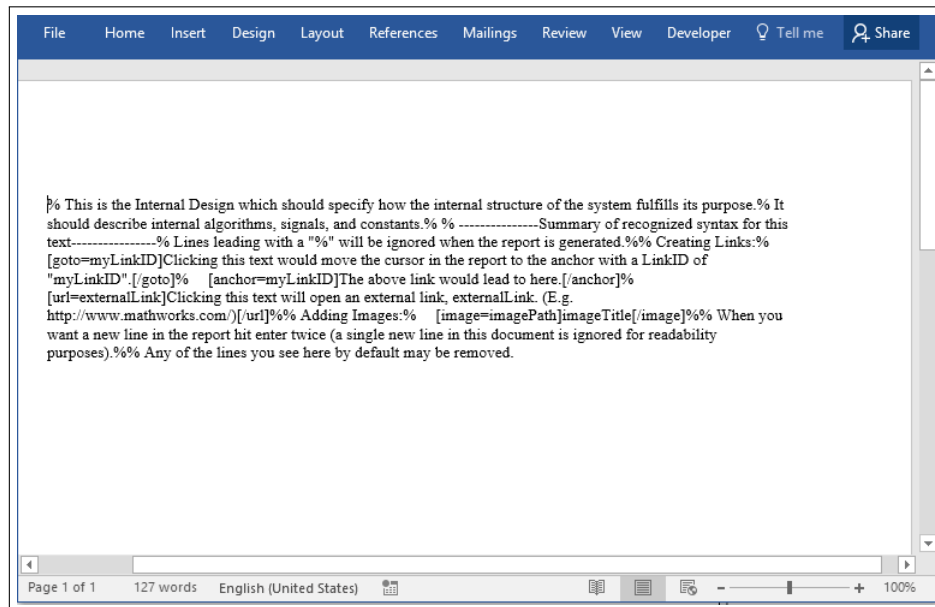 File Home Insert Design Layout References Mailings Review View Developer Tell me Share
% This is the Internal Design which should specify how the internal structure of the system fulfills its purpose.% It
should describe internal algorithms, signals, and constants.% % ---------------Summary of recognized syntax for this
text----------------% Lines leading with a "%" will be ignored when the report is generated.%% Creating Links:%
[goto=myLinkID]Clicking this text would move the cursor in the report to the anchor with a LinkID of
"myLinkID".[/goto]% [anchor=myLinkID]The above link would lead to here.[/anchor]%
[url=externalLink]Clicking this text will open an external link, externalLink. (E.g.
http://www.mathworks.com/)[/url]%% Adding Images:% [image=imagePath]imageTitle[/image]%% When you
want a new line in the report hit enter twice (a single new line in this document is ignored for readability
purposes).%% Any of the lines you see here by default may be removed.
Page 1 of 1 127 words English (United States) 100%